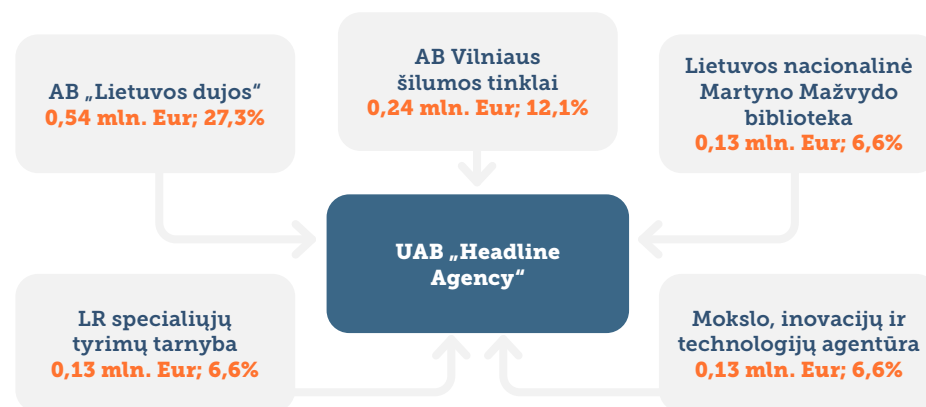 AB „Lietuvos dujos“
0,54 mln. Eur; 27,3%
AB Vilniaus
šilumos tinklai
0,24 mln. Eur; 12,1%
Lietuvos nacionalinė
Martyno Mažvydo
biblioteka
0,13 mln. Eur; 6,6%
UAB „Headline
Agency“
LR specialiųjų
tyrimų tarnyba
0,13 mln. Eur; 6,6%
Mokslo, inovacijų ir
technologijų agentūra
0,13 mln. Eur; 6,6%